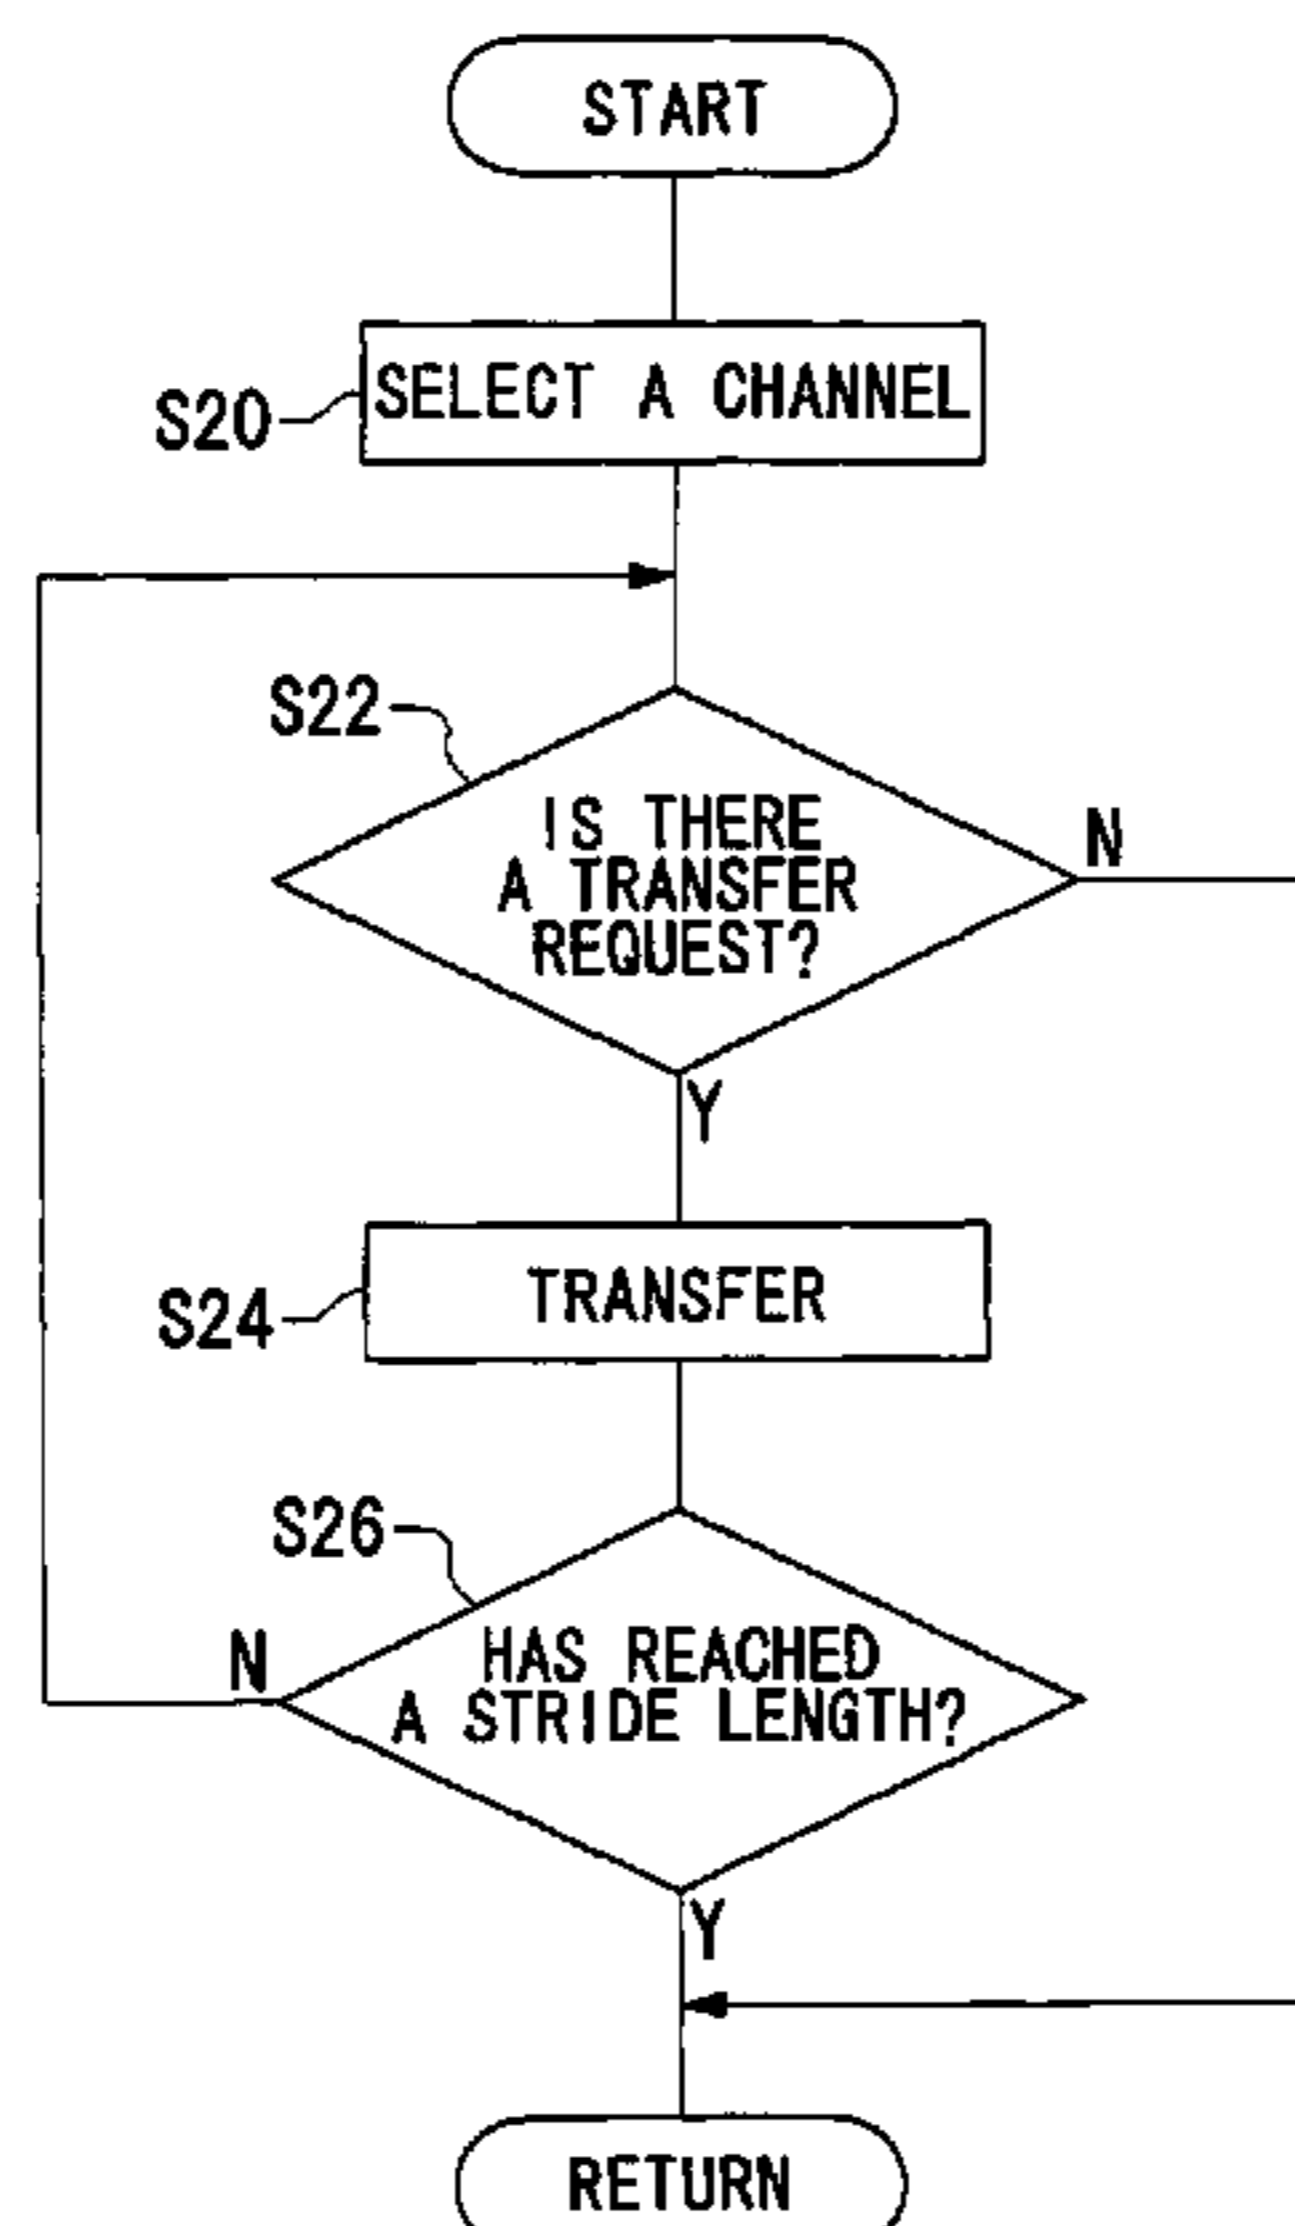 START
S20
SELECT A CHANNEL
S22
IS THERE
A TRANSFER
REQUEST?
N
Y
S24
TRANSFER
S26
HAS REACHED
A STRIDE LENGTH?
N
Y
RETURN